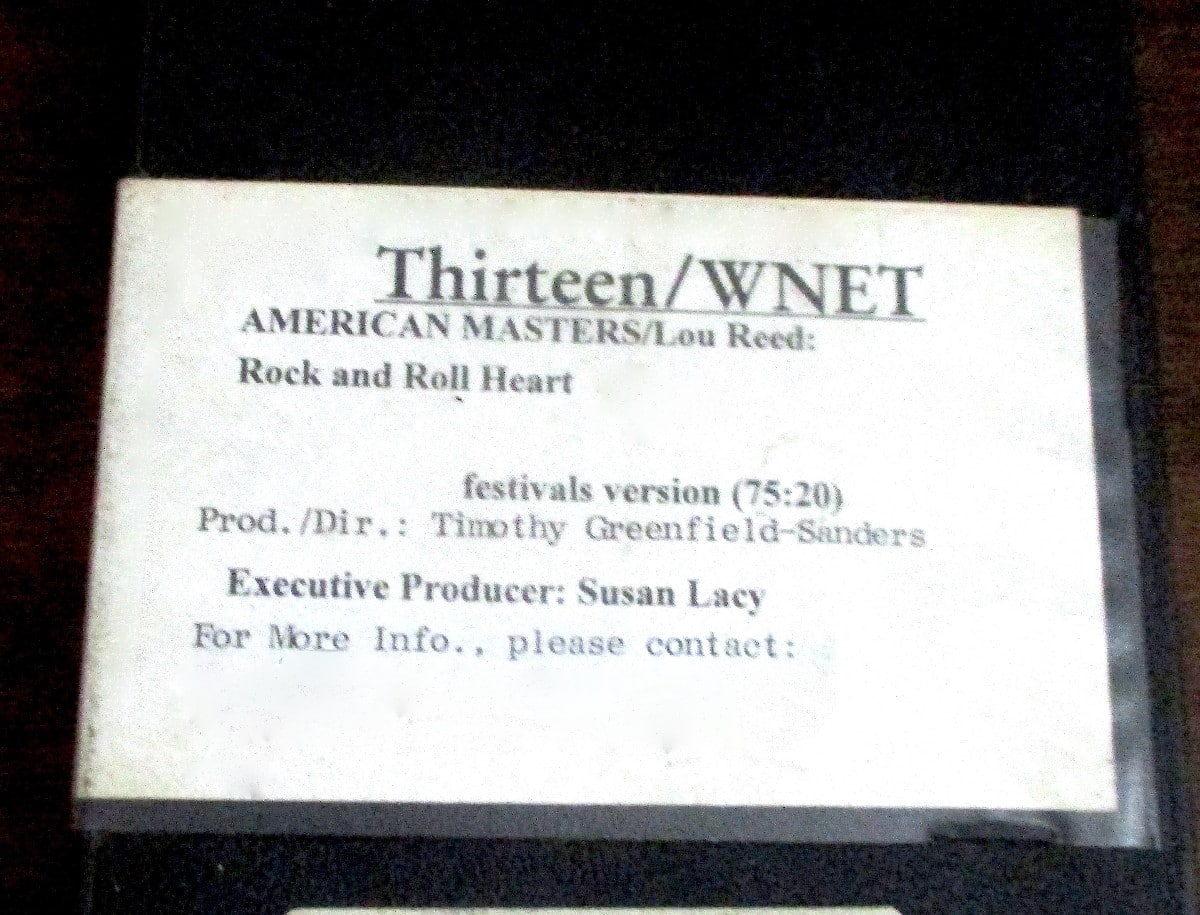 Thirteen/WNET
AMERICAN MASTERS/Lou Reed:
Rock and Roll Heart
festivals version (75:20)
Prod./Dir.: Timothy Greenfield-Sanders
Executive Producer: Susan Lacy
For More Info., please contact: